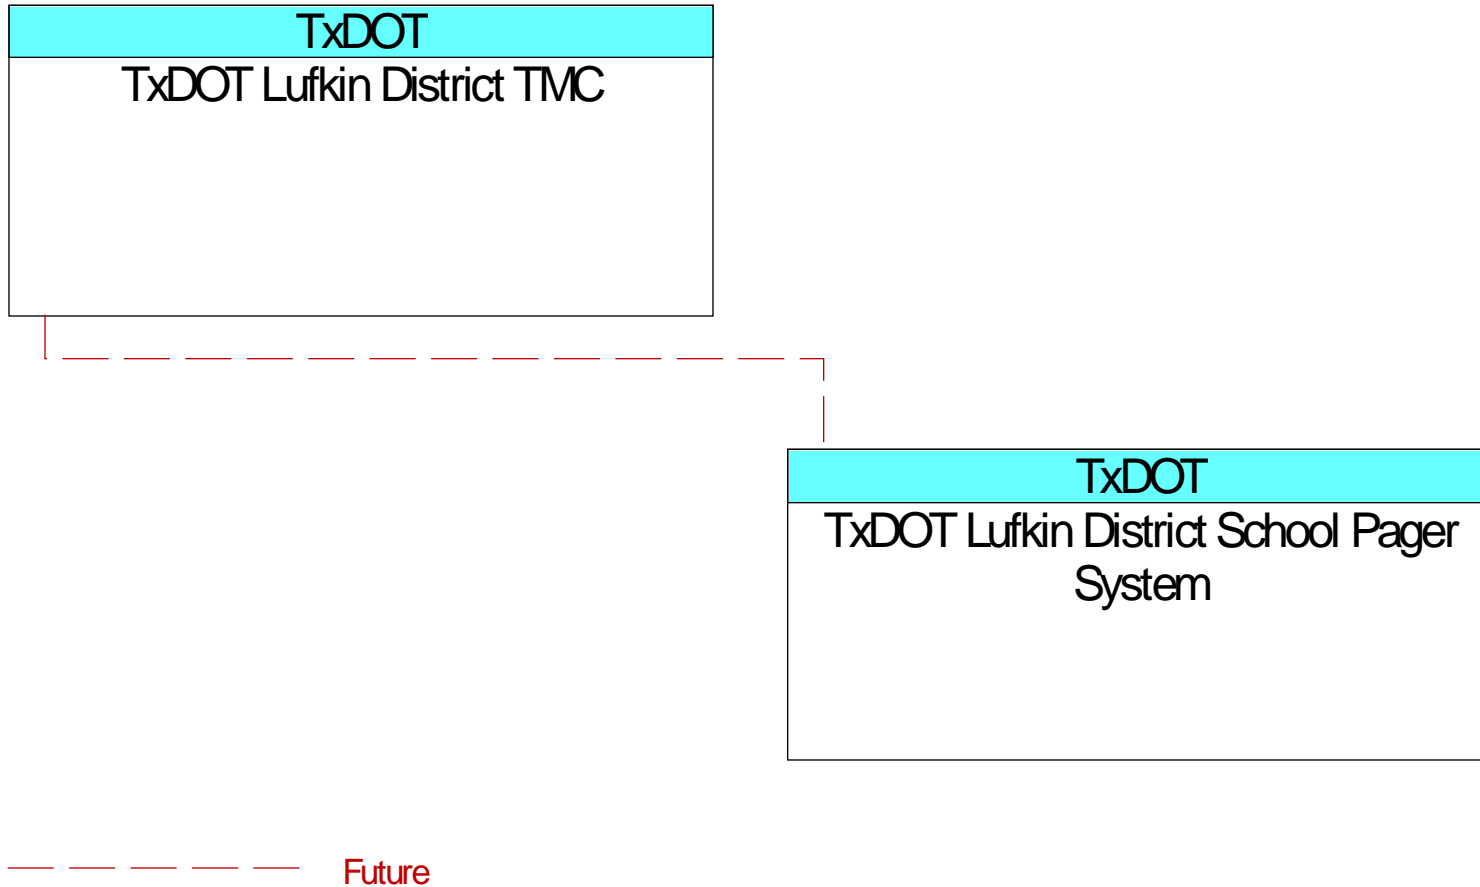 TxDOT
TxDOT Lufkin District TMC
TxDOT
TxDOT Lufkin District School Pager
System
Future